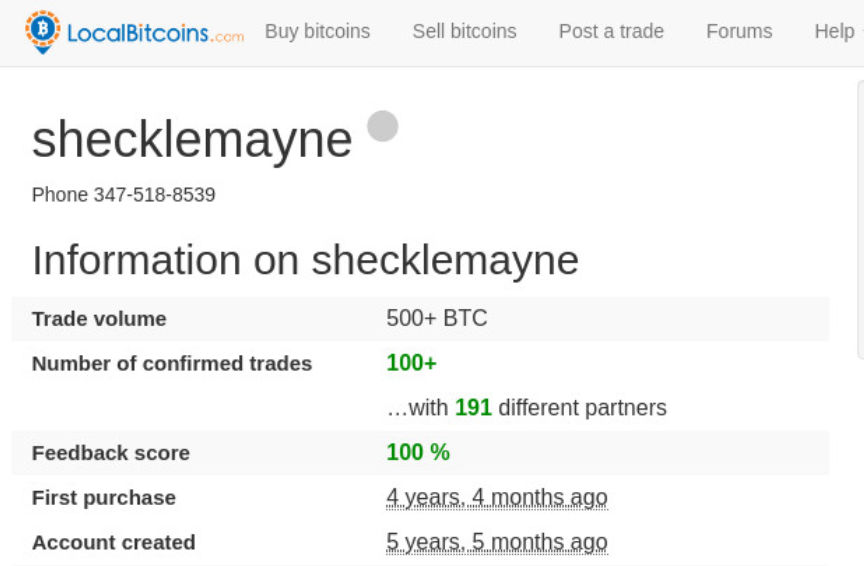 LocalBitcoins.com Buy bitcoins Sell bitcoins Post a trade Forums Help
shecklemayne
Phone 347-518-8539
Information on shecklemayne
Trade volume 500+ BTC
Number of confirmed trades 100+
...with 191 different partners
Feedback score 100 %
First purchase 4 years, 4 months ago
Account created 5 years, 5 months ago